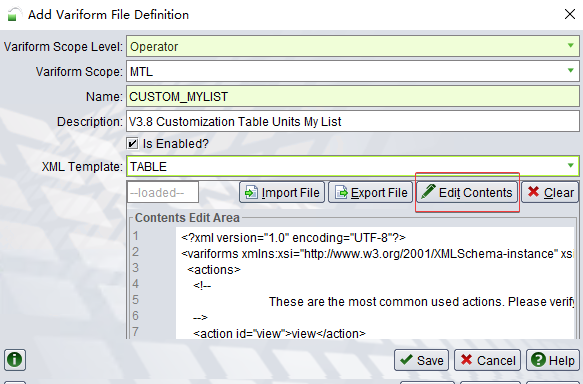 Add Variform File Definition
Variform Scope Level: Operator
Variform Scope: MTL
Name: CUSTOM_MYLIST
Description: V3.8 Customization Table Units My List
Is Enabled?
XML Template: TABLE
--loaded-- Import File Export File Edit Contents Clear
Contents Edit Area
1 <?xml version="1.0" encoding="UTF-8"?>
2 <variforms xmlns:xsi="http://www.w3.org/2001/XMLSchema-instance" xsi
3 <actions>
4 <!--
5 These are the most common used actions. Please verify
6 -->
7 <action id="view">view</action>
Save Cancel Help